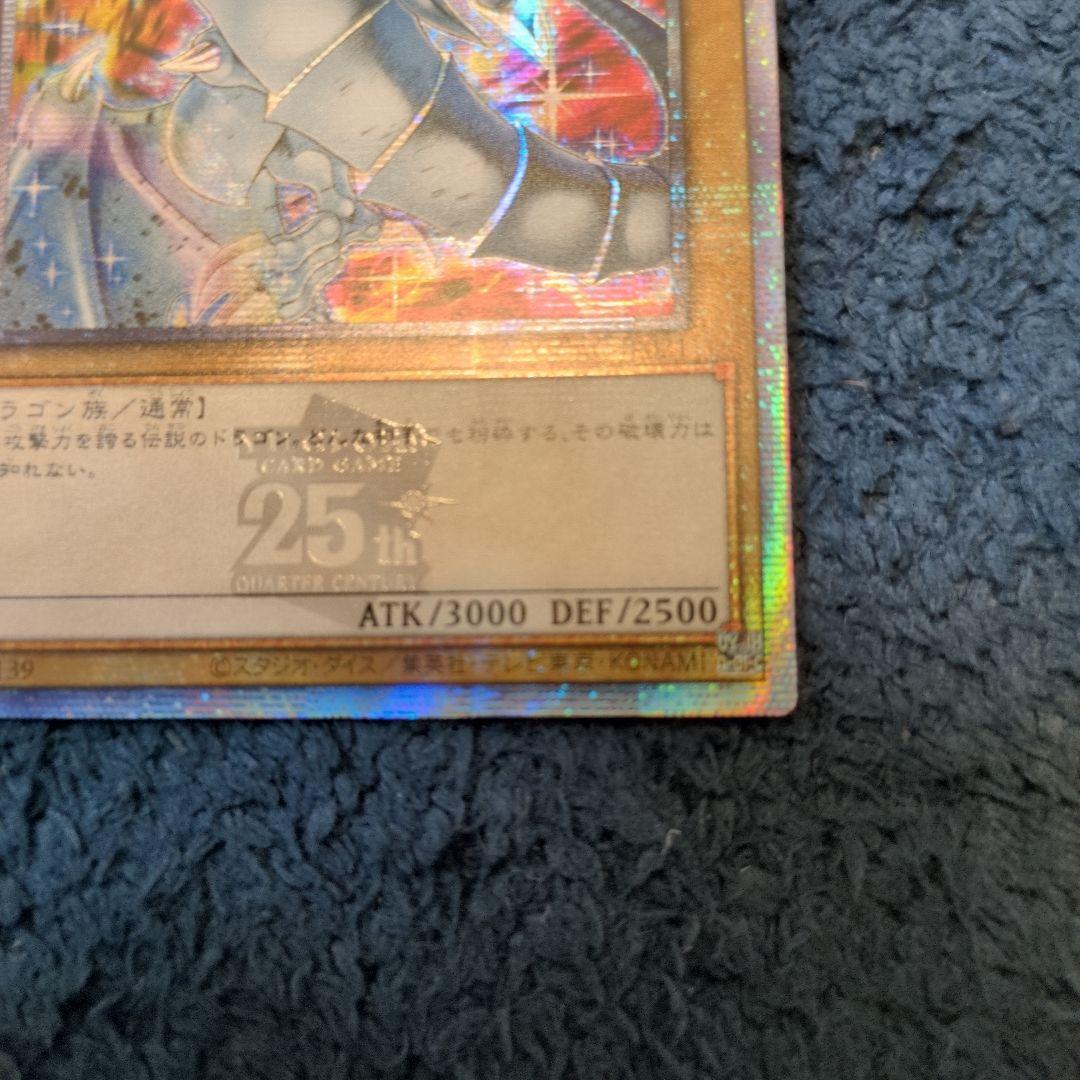 ラゴン族/通常】
攻撃力を誇る伝説のドラゴン。どんな相手でも粉砕する、その破壊力は
知れない。
CARD GAME
25th
QUARTER CENTURY
ATK/3000 DEF/2500
139
©スタジオ・ダイス/集英社・テレビ東京・KONAMI